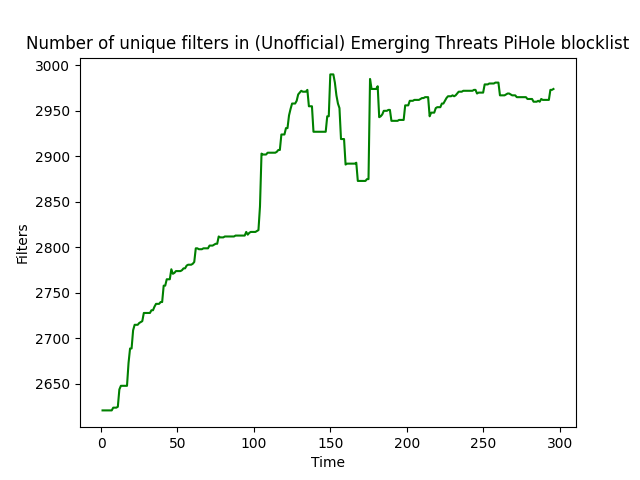 Number of unique filters in (Unofficial) Emerging Threats PiHole blocklist
3000
2950
2900
2850
2800
2750
2700
2650
Filters
0 50 100 150 200 250 300
Time